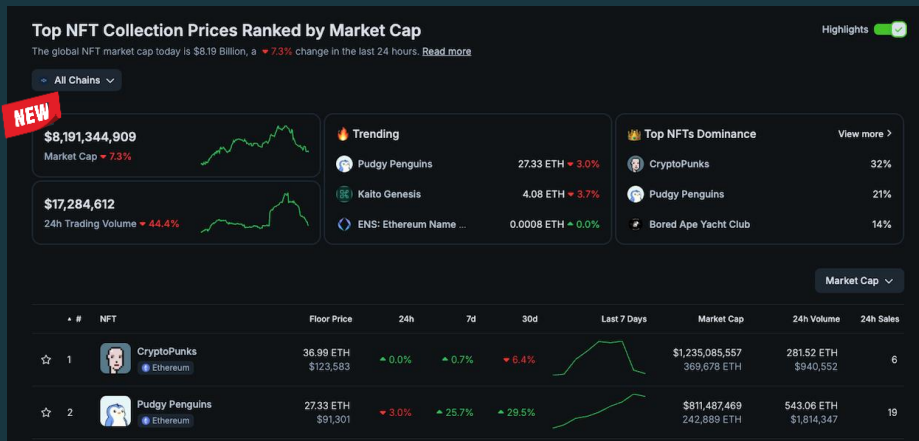 Top NFT Collection Prices Ranked by Market Cap
Highlights
The global NFT market cap today is $8.19 Billion, a ▼ 7.3% change in the last 24 hours. Read more
All Chains
NEW
$8,191,344,909
Market Cap ▼ 7.3%
$17,284,612
24h Trading Volume ▼ 44.4%
Trending
Pudgy Penguins 27.33 ETH ▼ 3.0%
Kaito Genesis 4.08 ETH ▼ 3.7%
ENS: Ethereum Name ... 0.0008 ETH ▲ 0.0%
Top NFTs Dominance View more >
CryptoPunks 32%
Pudgy Penguins 21%
Bored Ape Yacht Club 14%
Market Cap
# NFT Floor Price 24h 7d 30d Last 7 Days Market Cap 24h Volume 24h Sales
1 CryptoPunks 36.99 ETH ▲ 0.0% ▲ 0.7% ▼ 6.4% $1,235,085,557 281.52 ETH 6
Ethereum $123,583 369,678 ETH $940,552
2 Pudgy Penguins 27.33 ETH ▼ 3.0% ▲ 25.7% ▲ 29.5% $811,487,469 543.06 ETH 19
Ethereum $91,301 242,889 ETH $1,814,347